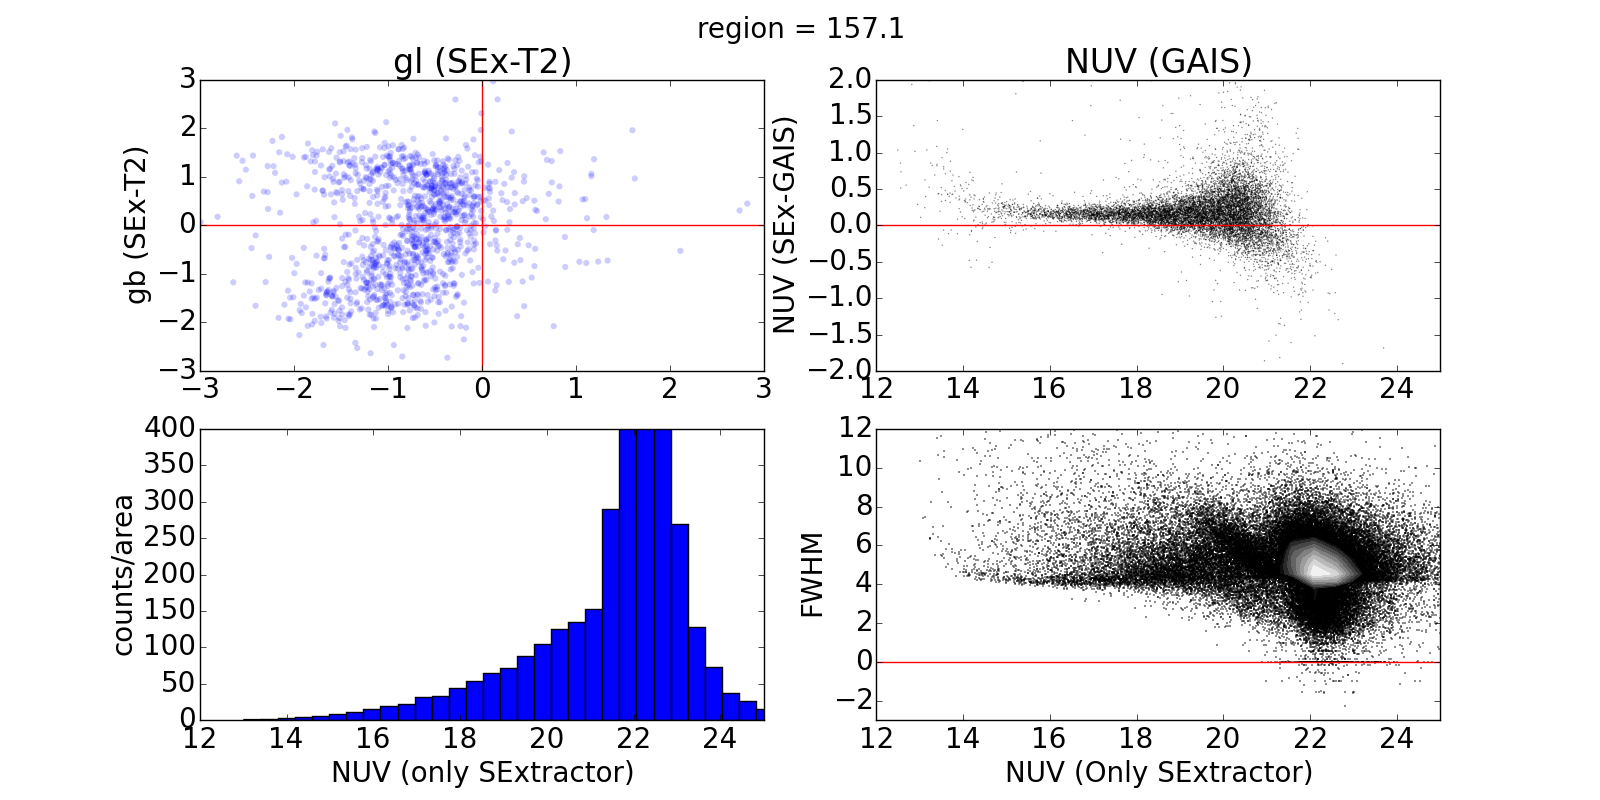 region = 157.1
gl (SEx-T2)
NUV (GAIS)
gb (SEx-T2)
3
2
1
0
−1
−2
−3
−3 −2 −1 0 1 2 3
NUV (SEx-GAIS)
2.0
1.5
1.0
0.5
0.0
−0.5
−1.0
−1.5
−2.0
12 14 16 18 20 22 24
counts/area
400
350
300
250
200
150
100
50
0
12 14 16 18 20 22 24
NUV (only SExtractor)
FWHM
12
10
8
6
4
2
0
−2
12 14 16 18 20 22 24
NUV (Only SExtractor)